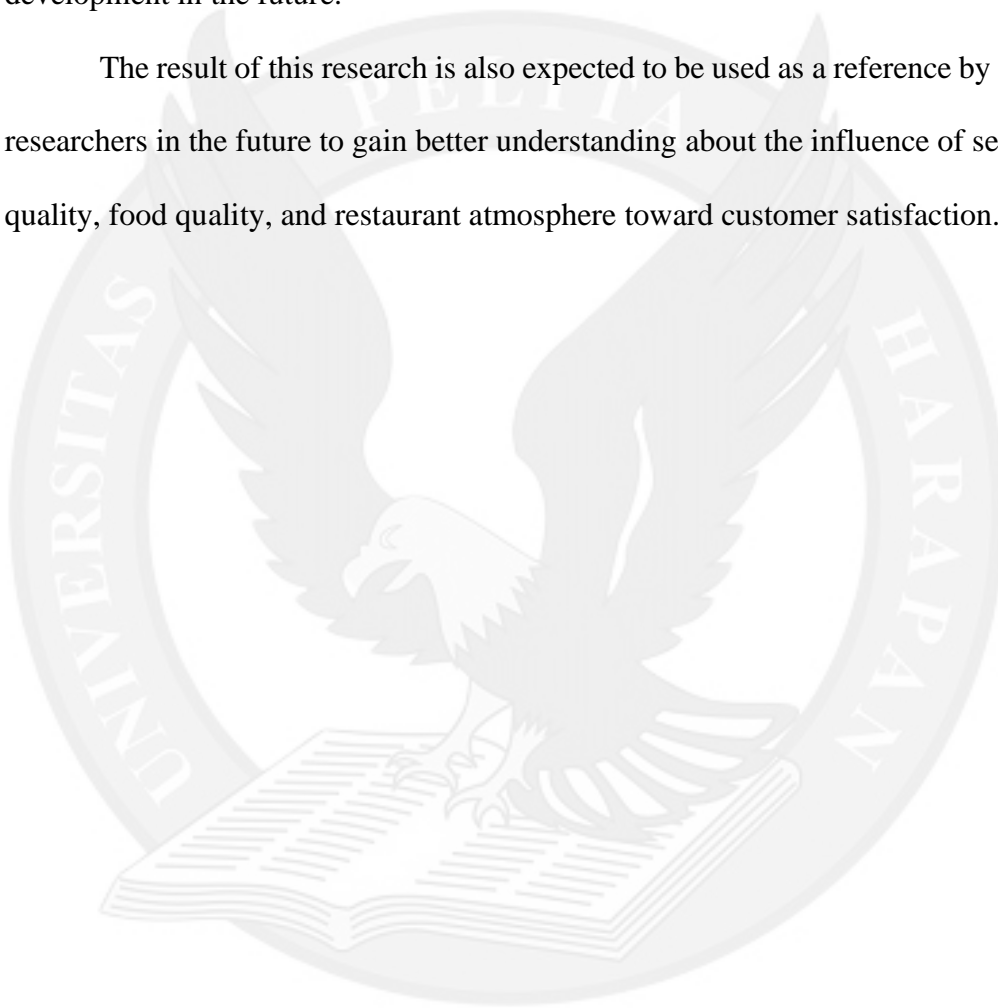 development in the future.
The result of this research is also expected to be used as a reference by
researchers in the future to gain better understanding about the influence of se
quality, food quality, and restaurant atmosphere toward customer satisfaction.
UNIVERSITAS PELITA HARAPAN